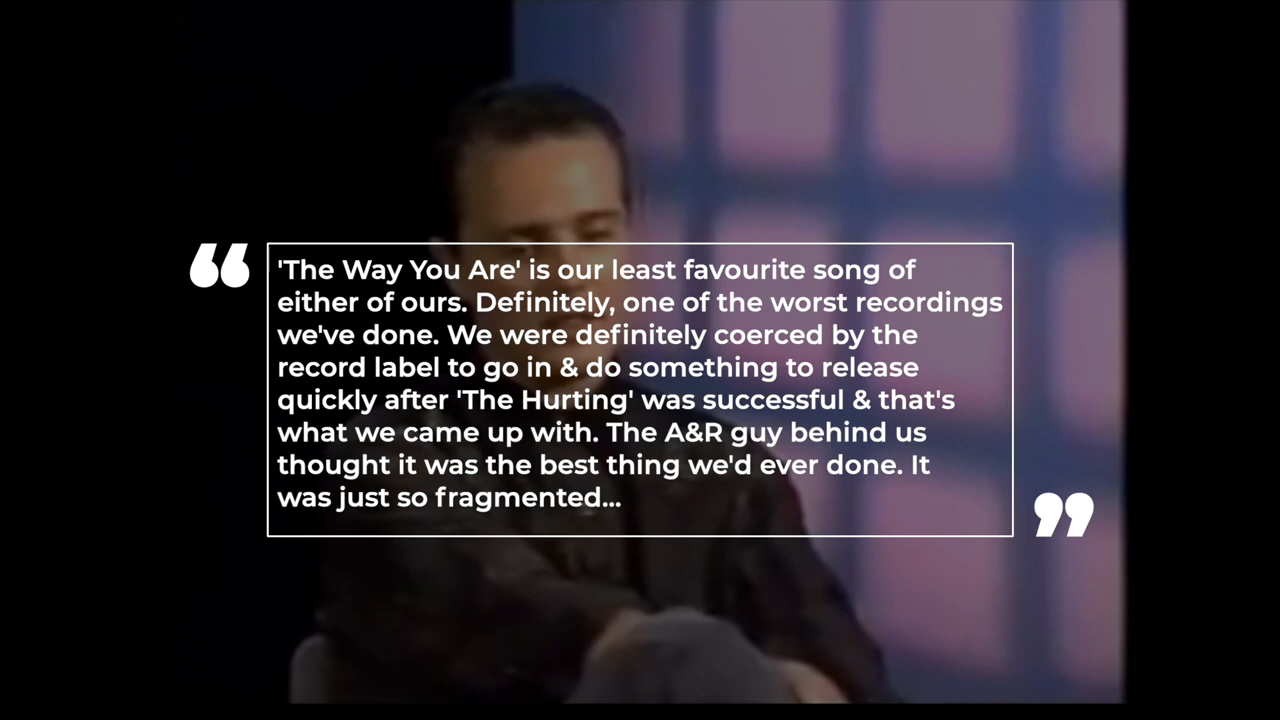 'The Way You Are' is our least favourite song of
either of ours. Definitely, one of the worst recordings
we've done. We were definitely coerced by the
record label to go in & do something to release
quickly after 'The Hurting' was successful & that's
what we came up with. The A&R guy behind us
thought it was the best thing we'd ever done. It
was just so fragmented...